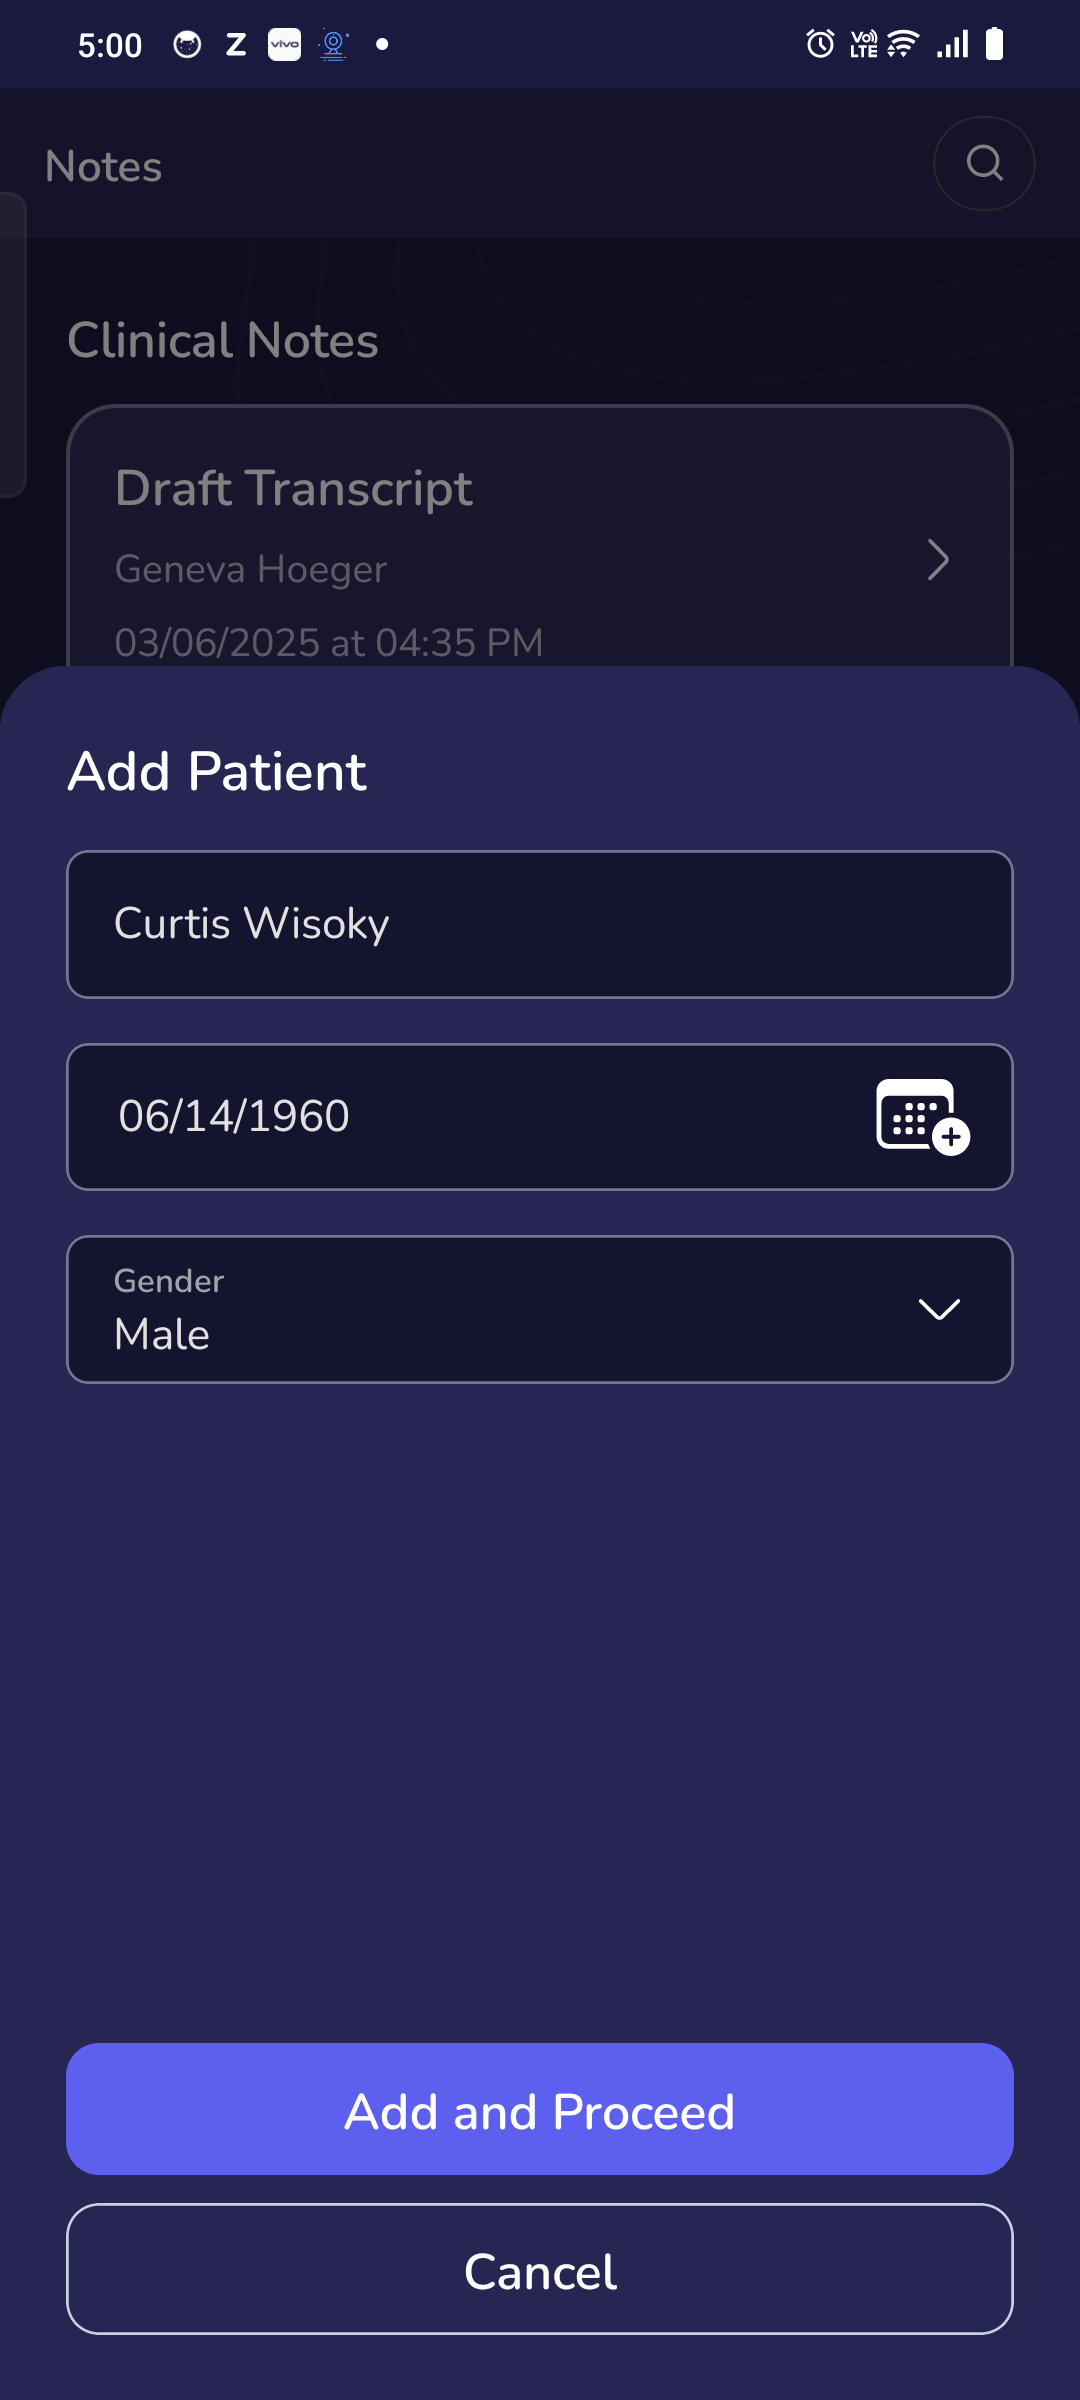 5:00 Z vivo Vo LTE
Notes
Clinical Notes
Draft Transcript
Geneva Hoeger
03/06/2025 at 04:35 PM
Add Patient
Curtis Wisoky
06/14/1960
Gender
Male
Add and Proceed
Cancel